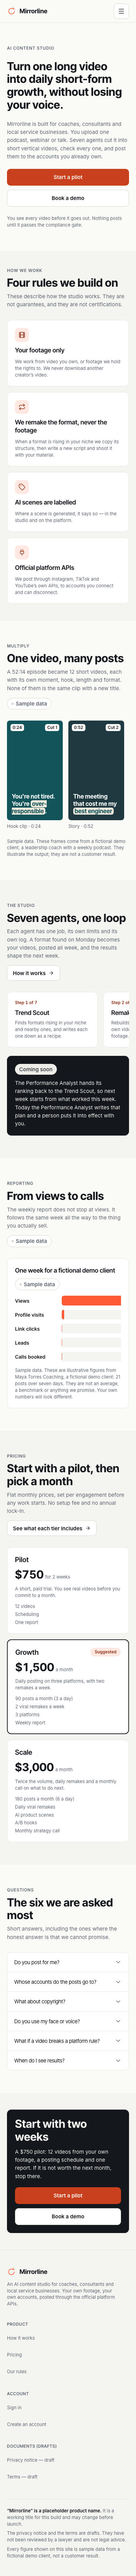 Mirrorline
AI CONTENT STUDIO
Turn one long video
into daily short-form
growth, without losing
your voice.
Mirrorline is built for coaches, consultants and
local service businesses. You upload one
podcast, webinar or talk. Seven agents cut it into
short vertical videos, check every one, and post
them to the accounts you already own.
Start a pilot
Book a demo
You see every video before it goes out. Nothing posts
until it passes the compliance gate.
HOW WE WORK
Four rules we build on
These describe how the studio works. They are
not guarantees, and they are not certifications.
Your footage only
We work from video you own, or footage we hold
the rights to. We never download another
creator's video.
We remake the format, never the
footage
When a format is rising in your niche we copy its
structure, then write a new script and shoot it
with your material.
AI scenes are labelled
Where a scene is generated, it says so — in the
studio and on the platform.
Official platform APIs
We post through Instagram, TikTok and
YouTube's own APIs, to accounts you connect
and can disconnect.
MULTIPLY
One video, many posts
A 52:14 episode became 12 short videos, each
from a different moment, hook, length and format.
None of them is the same clip with a new title.
Sample data
0:24 Cut 1
You're not tired.
You're over-
responsible.
Hook clip · 0:24
0:52 Cut 2
The meeting
that cost me my
best engineer
Story · 0:52
Sample data. These frames come from a fictional demo
client, a leadership coach with a weekly podcast. They
illustrate the output; they are not a customer result.
THE STUDIO
Seven agents, one loop
Each agent has one job, its own limits and its
own log. A format found on Monday becomes
your videos, posted all week, and the results
shape the next week.
How it works →
Step 1 of 7
Trend Scout
Finds formats rising in your niche
and nearby ones, and writes each
one down as a recipe.
Coming soon
The Performance Analyst hands its
ranking back to the Trend Scout, so next
week starts from what worked this week.
Today the Performance Analyst writes that
plan and a person puts it into effect with
you.
REPORTING
From views to calls
The weekly report does not stop at views. It
follows the same week all the way to the thing
you actually sell.
Sample data
One week for a fictional demo client
Sample data
Views
Profile visits
Link clicks
Leads
Calls booked
Sample data. These are illustrative figures from
Maya Torres Coaching, a fictional demo client: 21
posts over seven days. They are not an average,
a benchmark or anything we promise. Your own
numbers will look different.
PRICING
Start with a pilot, then
pick a month
Flat monthly prices, set per engagement before
any work starts. No setup fee and no annual
lock-in.
See what each tier includes →
Pilot
$750 for 2 weeks
A short, paid trial. You see real videos before you
commit to a month.
12 videos
Scheduling
One report
Growth Suggested
$1,500 a month
Daily posting on three platforms, with two
remakes a week.
90 posts a month (3 a day)
2 viral remakes a week
3 platforms
Weekly report
Scale
$3,000 a month
Twice the volume, daily remakes and a monthly
call on what to do next.
180 posts a month (6 a day)
Daily viral remakes
AI product scenes
A/B hooks
Monthly strategy call
QUESTIONS
The six we are asked
most
Short answers, including the ones where the
honest answer is that we cannot promise.
Do you post for me?
Whose accounts do the posts go to?
What about copyright?
Do you use my face or voice?
What if a video breaks a platform rule?
When do I see results?
Start with two
weeks
A $750 pilot: 12 videos from your own
footage, a posting schedule and one
report. If it is not worth the next month,
stop there.
Start a pilot
Book a demo
Mirrorline
An AI content studio for coaches, consultants and
local service businesses. Your own footage, your
own accounts, posted through the official platform
APIs.
PRODUCT
How it works
Pricing
Our rules
ACCOUNT
Sign in
Create an account
DOCUMENTS (DRAFTS)
Privacy notice — draft
Terms — draft
"Mirrorline" is a placeholder product name. It is a
working title for this build and may change before
launch.
The privacy notice and the terms are drafts. They have
not been reviewed by a lawyer and are not legal advice.
Every figure shown on this site is sample data from a
fictional demo client, not a customer result.